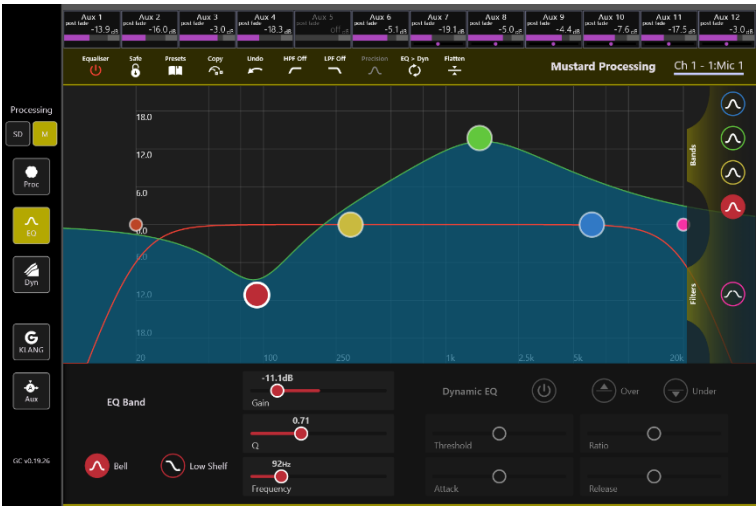 Aux 1 Aux 2 Aux 3 Aux 4 Aux 5 Aux 6 Aux 7 Aux 8 Aux 9 Aux 10 Aux 11 Aux 12
post fade post fade post fade post fade post fade post fade post fade post fade post fade post fade post fade post fade
-13.9 dB -16.0 dB -3.0 dB -18.3 dB off dB -5.1 dB -19.1 dB -5.0 dB -4.4 dB -7.6 dB -17.5 dB -3.0 dB
Equaliser Safe Presets Copy Undo HPF Off LPF Off Precision EQ > Dyn Flatten
Mustard Processing Ch 1 - 1:Mic 1
Processing
SD M
Proc
EQ
Dyn
KLANG
Aux
GC v0.19.26
18.0
12.0
6.0
0.0
6.0
12.0
18.0
20 100 250 1k 2.5k 5k 20k
Bands
Filters
EQ Band
Bell
Low Shelf
-11.1dB
Gain
0.71
Q
92Hz
Frequency
Dynamic EQ
Over
Under
Threshold
Ratio
Attack
Release